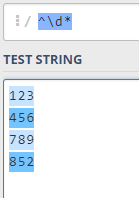 / ^\d*
TEST STRING
123
456
789
852